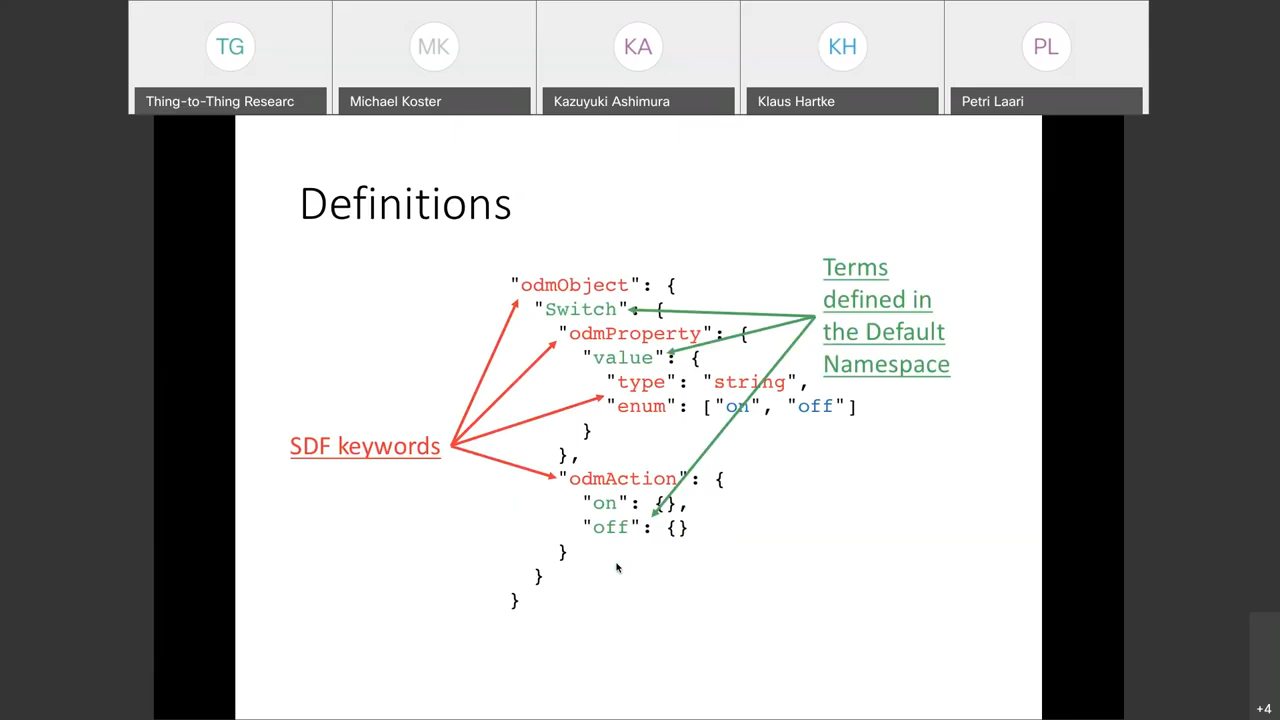 TG
MK
KA
KH
PL
Thing-to-Thing Researc
Michael Koster
Kazuyuki Ashimura
Klaus Hartke
Petri Laari
Definitions
"odmObject": {
"Switch": {
"odmProperty": {
"value": {
"type": "string",
"enum": ["on", "off"]
}
},
"odmAction": {
"on": {},
"off": {}
}
}
}
SDF keywords
Terms
defined in
the Default
Namespace
+4